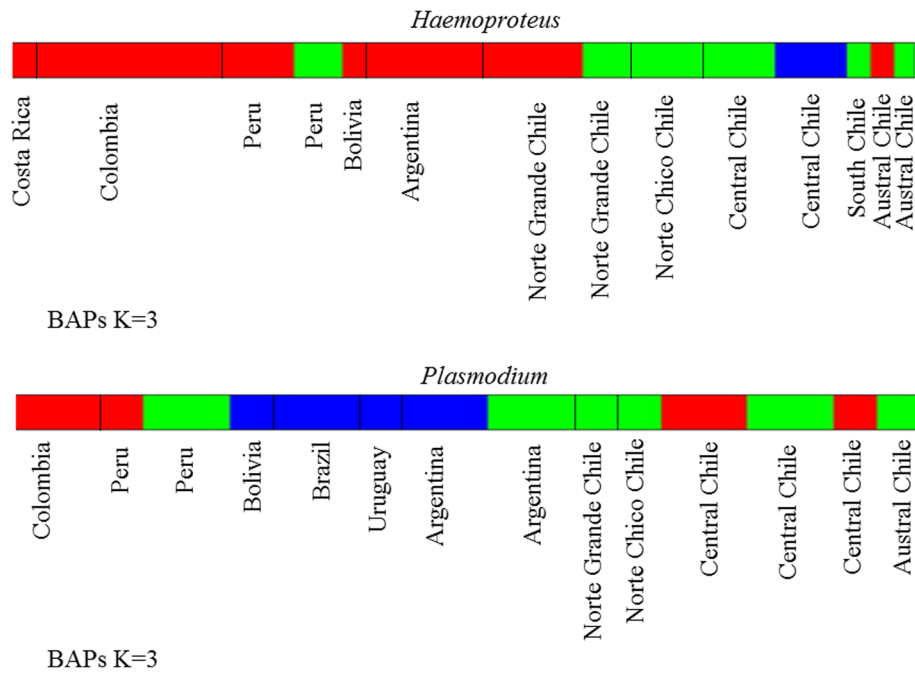 Haemoproteus
Costa Rica
Colombia
Peru
Peru
Bolivia
Argentina
Norte Grande Chile
Norte Grande Chile
Norte Chico Chile
Central Chile
Central Chile
South Chile
Austral Chile
Austral Chile
BAPs K=3
Plasmodium
Colombia
Peru
Peru
Bolivia
Brazil
Uruguay
Argentina
Argentina
Norte Grande Chile
Norte Chico Chile
Central Chile
Central Chile
Central Chile
Austral Chile
BAPs K=3